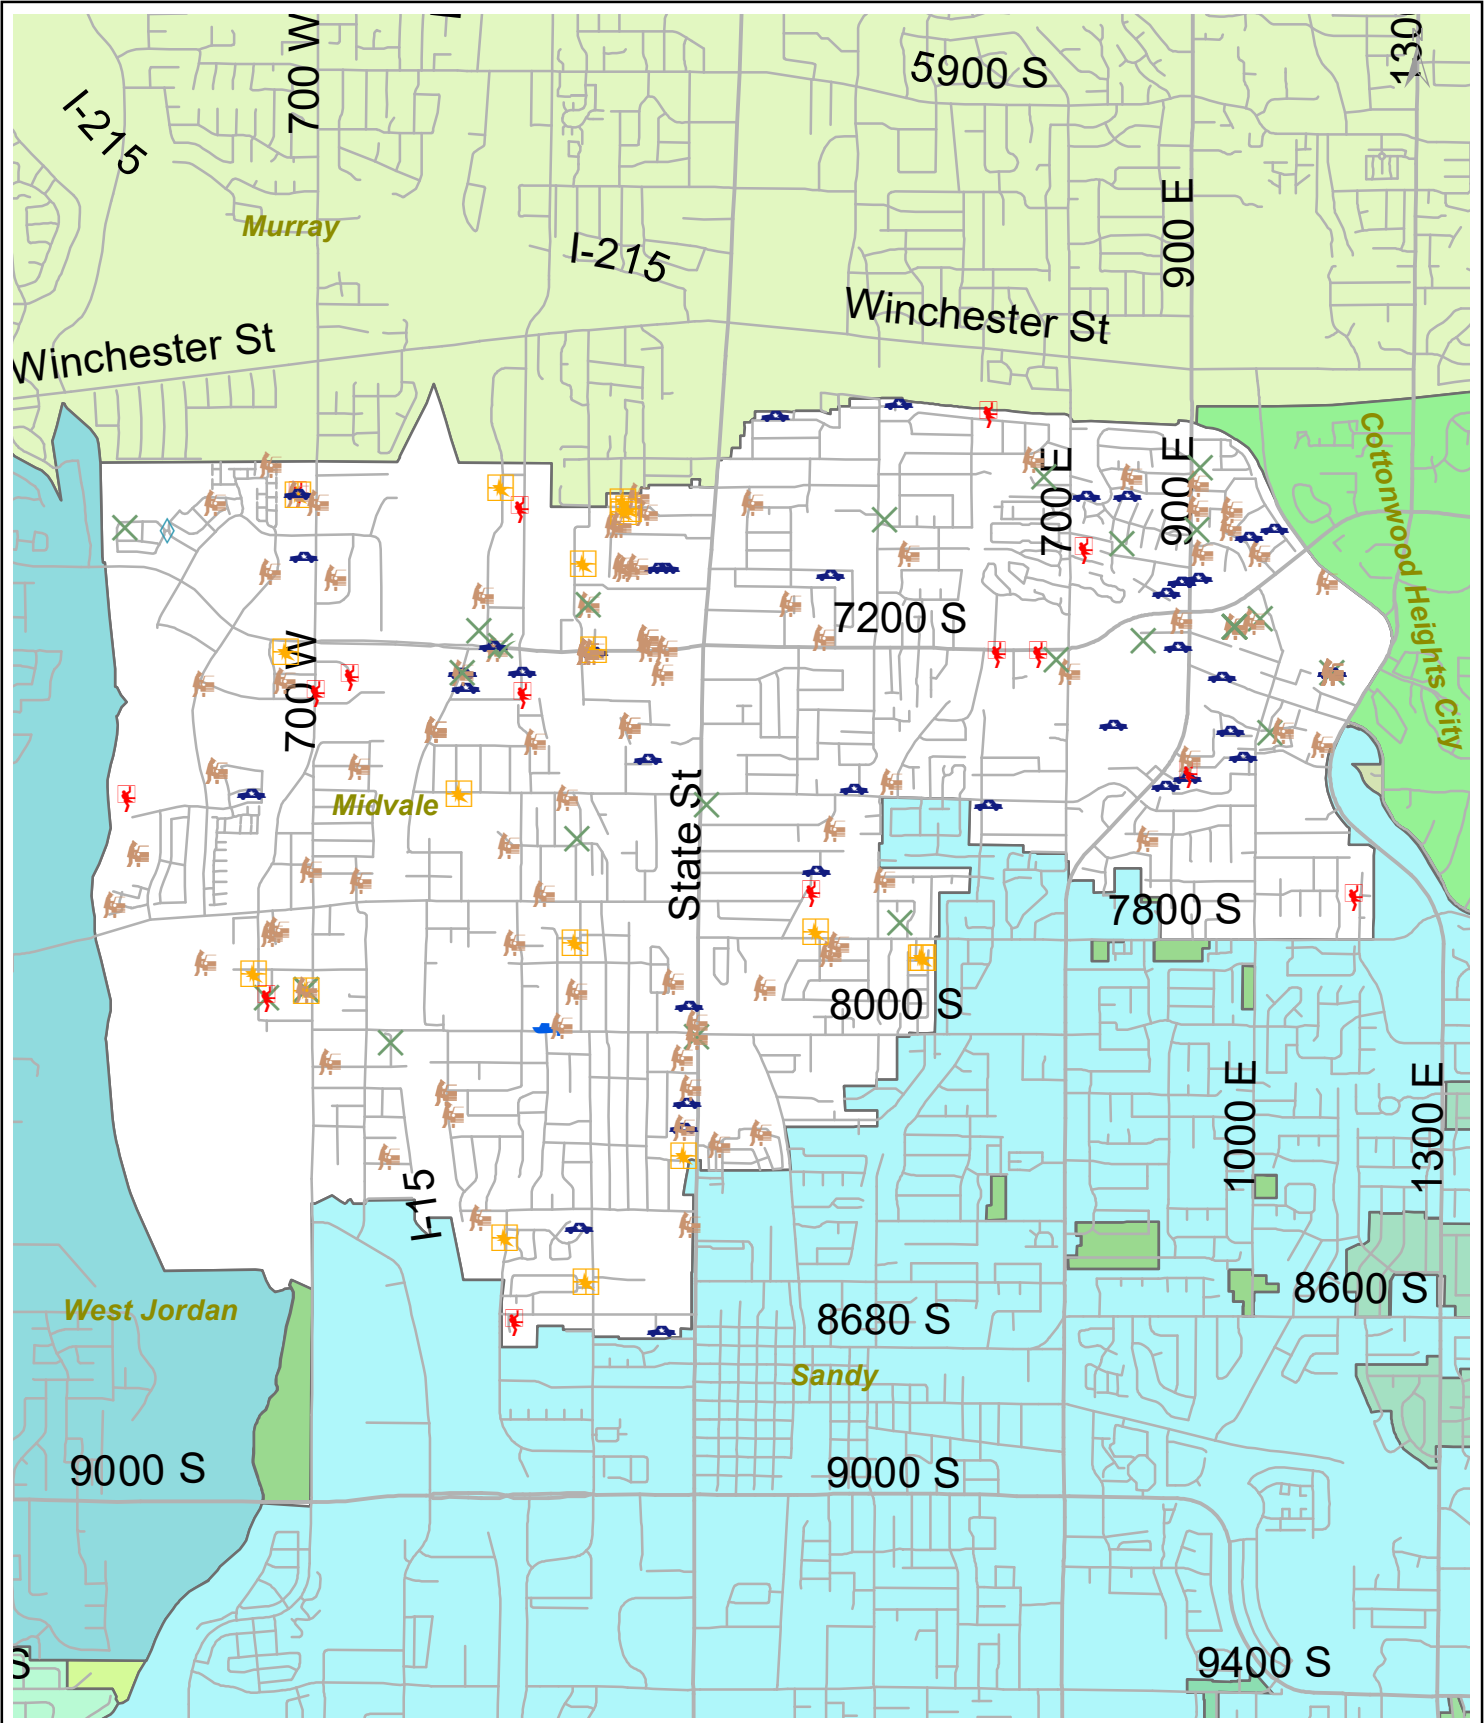 700 W
130
5900 S
I-215
900 E
Murray
I-215
Winchester St
Winchester St
Cottonwood Heights City
700 E
900 E
7200 S
700 W
Midvale
State St
7800 S
8000 S
1000 E
1300 E
I-15
8600 S
West Jordan
8680 S
Sandy
9000 S
9000 S
S
9400 S